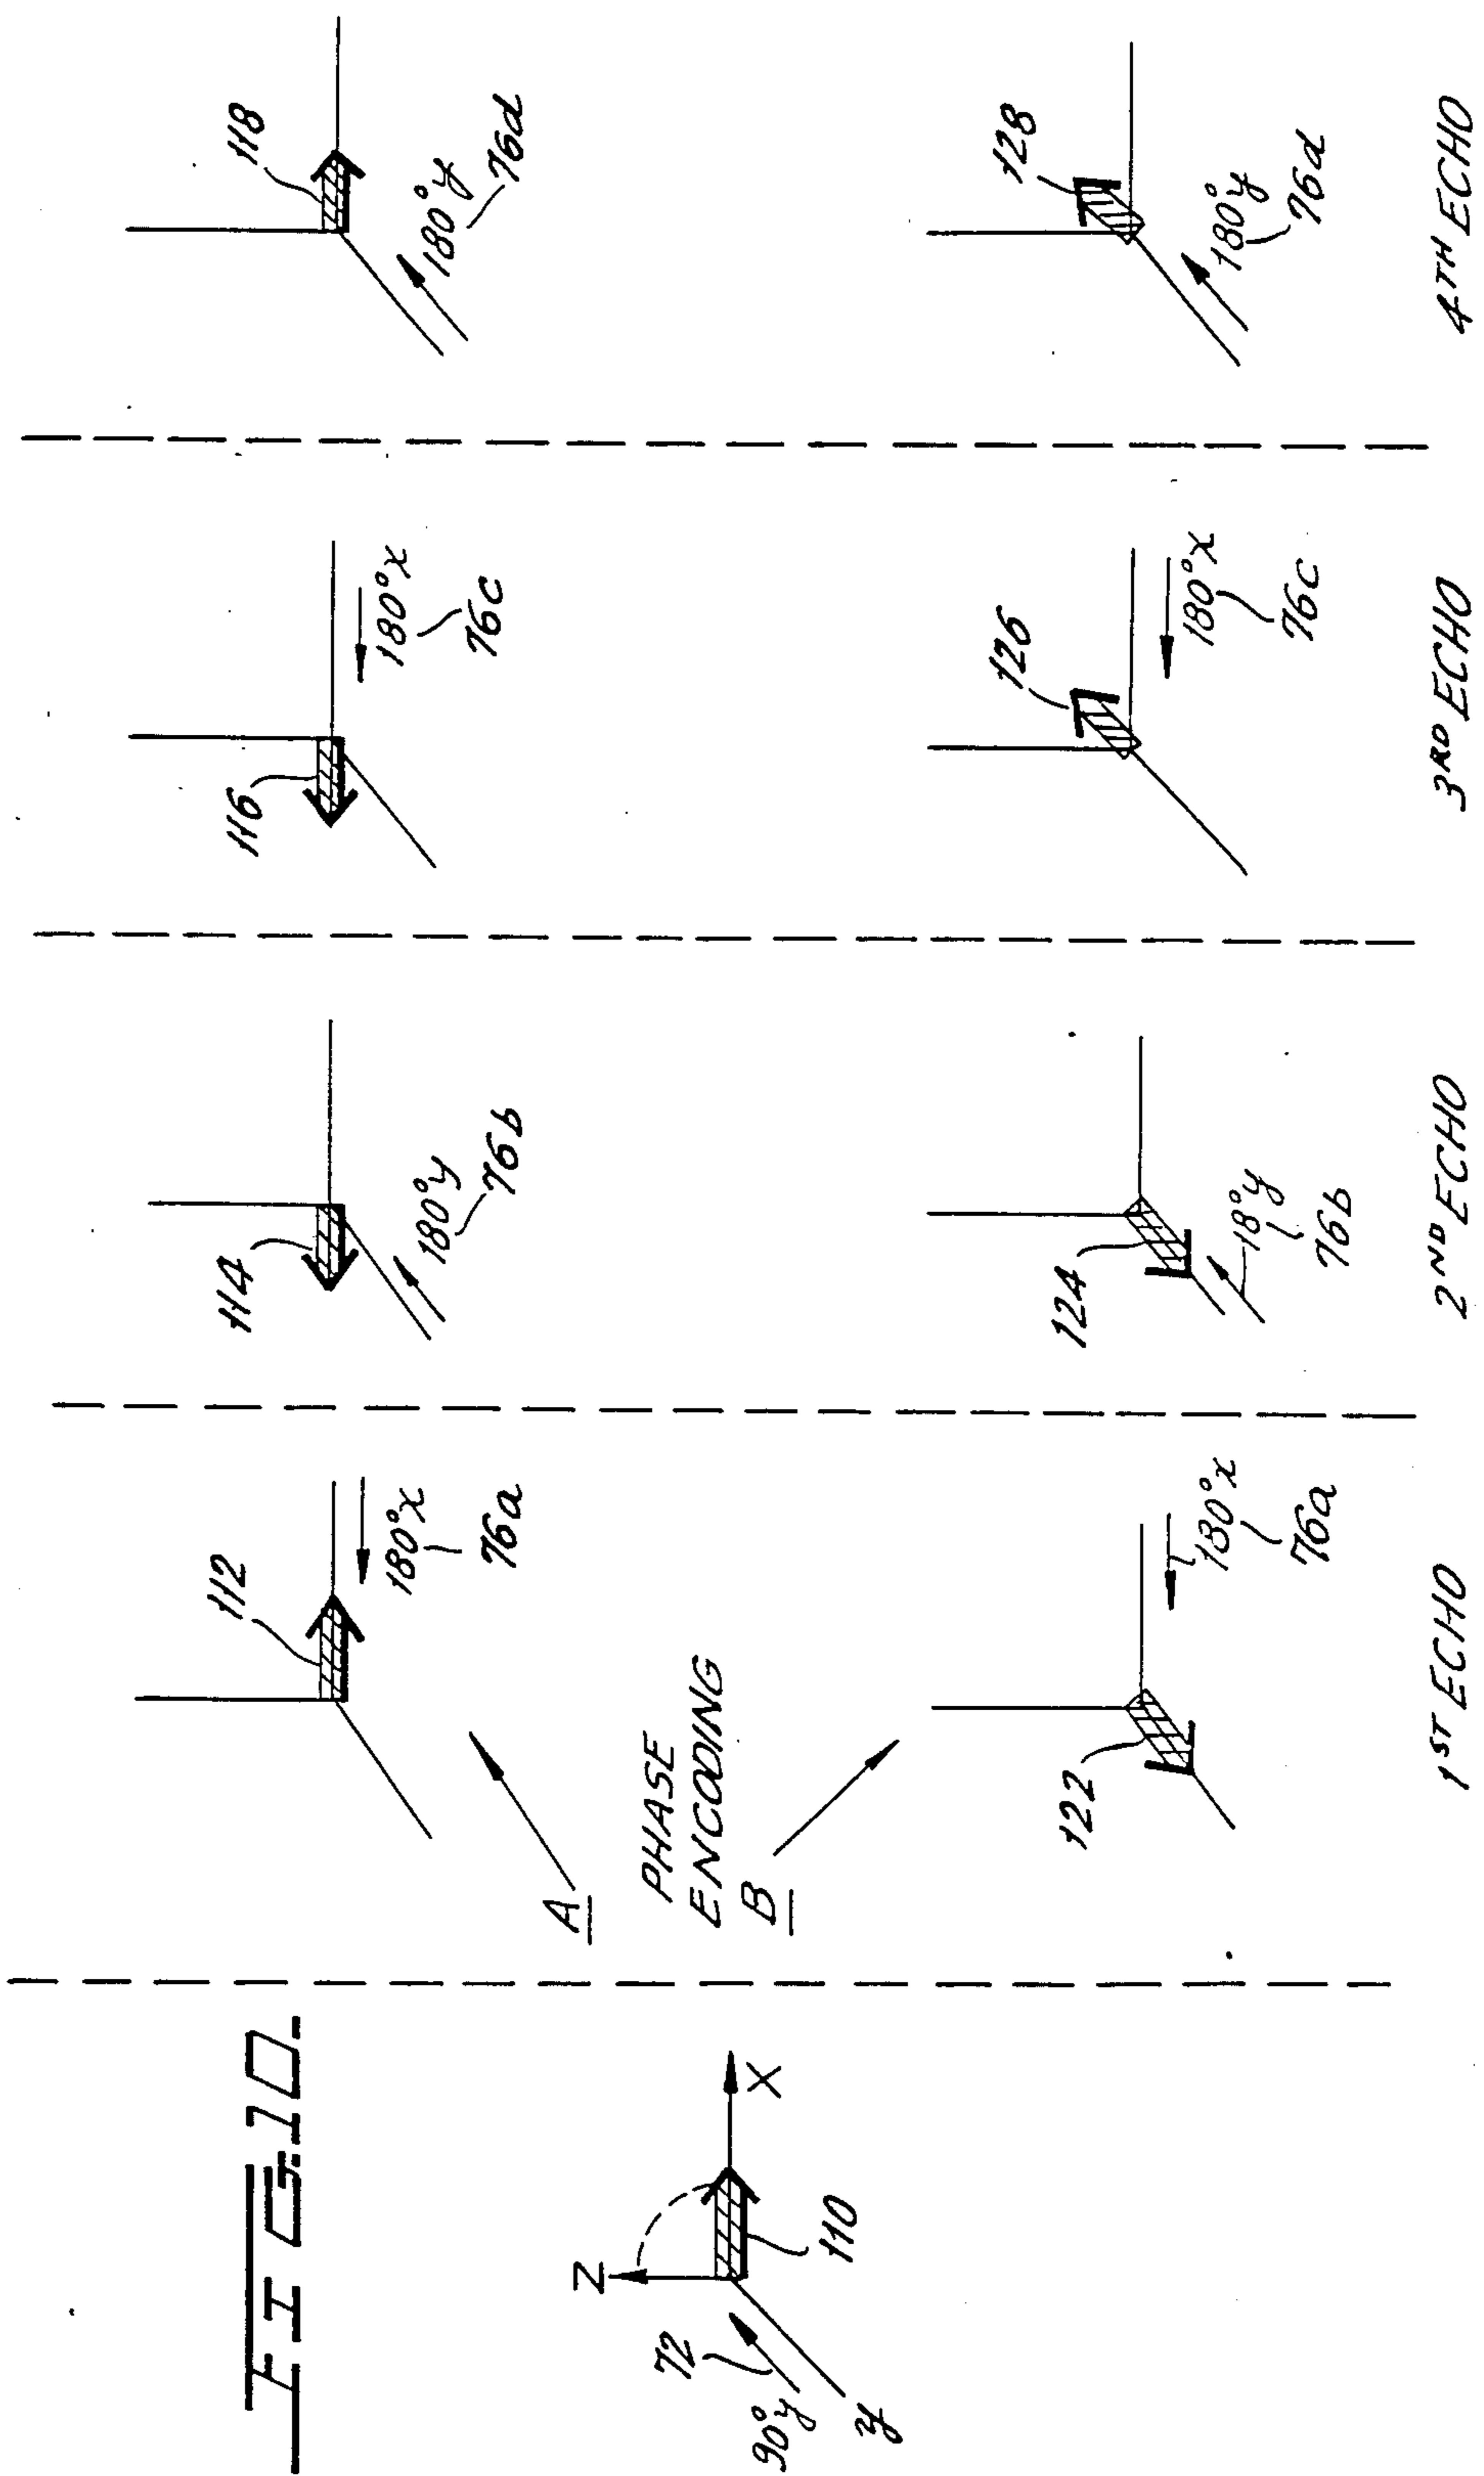 FIG.10.
Z
X
y
72
90°y
110
A
PHASE
ENCODING
B
112
180°x
76a
114
180°y
76b
116
180°x
76c
118
180°y
76d
122
180°x
76a
124
18°y
76b
126
180°x
76c
128
180°y
76d
1ST ECHO
2ND ECHO
3RD ECHO
4TH ECHO